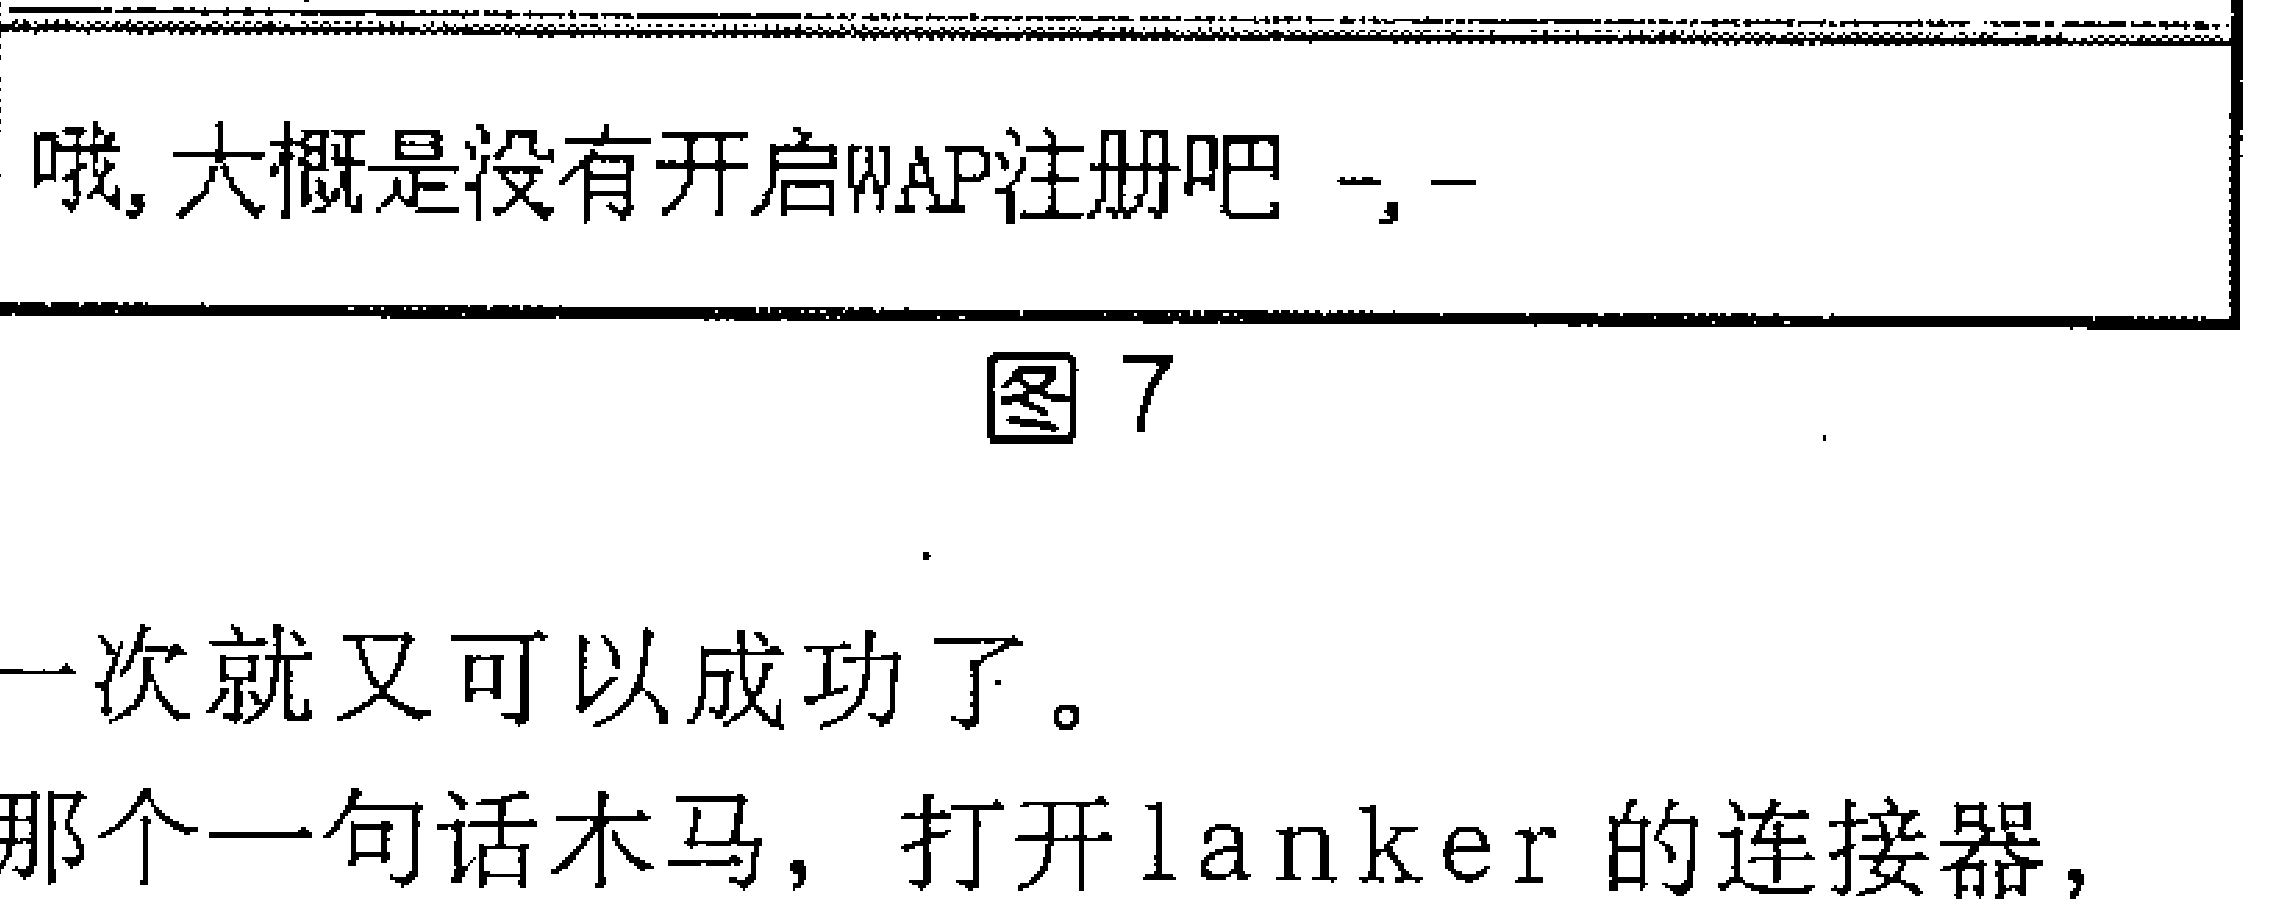 哦,大概是没有开启WAP注册吧 -,-
图 7
一次就又可以成功了。
那个一句话木马，打开lanker的连接器，